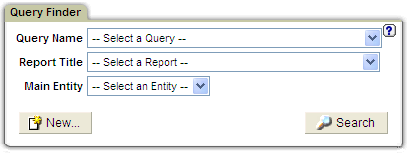 Query Finder
Query Name -- Select a Query -- ?
Report Title -- Select a Report --
Main Entity -- Select an Entity --
New... Search